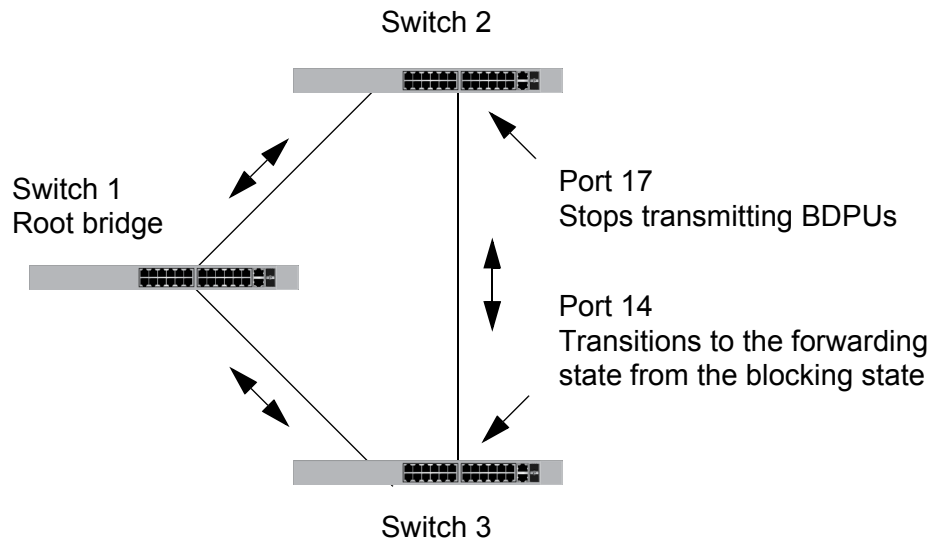 Switch 2
Switch 1
Root bridge
Port 17
Stops transmitting BDPUs
Port 14
Transitions to the forwarding
state from the blocking state
Switch 3